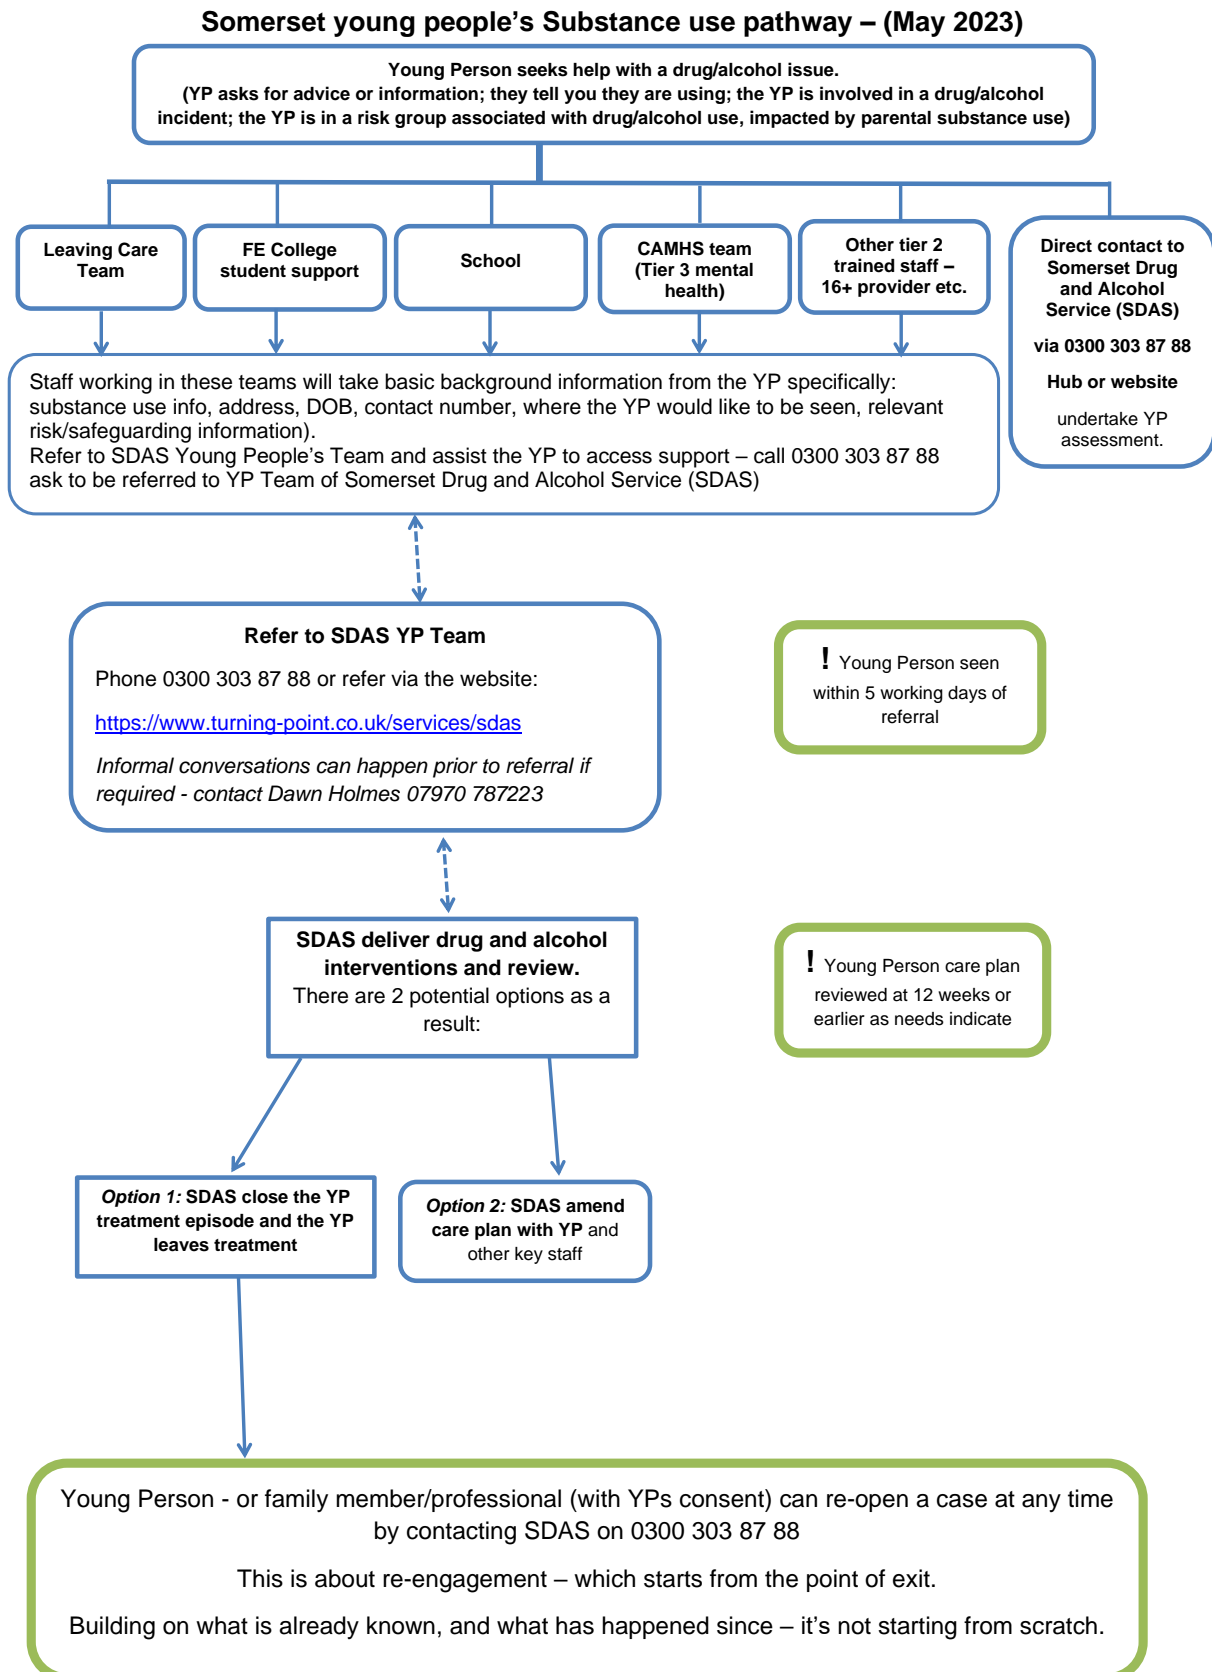 Somerset young people's Substance use pathway – (May 2023)
Young Person seeks help with a drug/alcohol issue.
(YP asks for advice or information; they tell you they are using; the YP is involved in a drug/alcohol
incident; the YP is in a risk group associated with drug/alcohol use, impacted by parental substance use)
Leaving Care
Team
FE College
student support
School
CAMHS team
(Tier 3 mental
health)
Other tier 2
trained staff –
16+ provider etc.
Direct contact to
Somerset Drug
and Alcohol
Service (SDAS)
via 0300 303 87 88
Hub or website
undertake YP
assessment.
Staff working in these teams will take basic background information from the YP specifically:
substance use info, address, DOB, contact number, where the YP would like to be seen, relevant
risk/safeguarding information).
Refer to SDAS Young People's Team and assist the YP to access support – call 0300 303 87 88
ask to be referred to YP Team of Somerset Drug and Alcohol Service (SDAS)
Refer to SDAS YP Team
Phone 0300 303 87 88 or refer via the website:
https://www.turning-point.co.uk/services/sdas
Informal conversations can happen prior to referral if
required - contact Dawn Holmes 07970 787223
! Young Person seen
within 5 working days of
referral
SDAS deliver drug and alcohol
interventions and review.
There are 2 potential options as a
result:
! Young Person care plan
reviewed at 12 weeks or
earlier as needs indicate
Option 1: SDAS close the YP
treatment episode and the YP
leaves treatment
Option 2: SDAS amend
care plan with YP and
other key staff
Young Person - or family member/professional (with YPs consent) can re-open a case at any time
by contacting SDAS on 0300 303 87 88
This is about re-engagement – which starts from the point of exit.
Building on what is already known, and what has happened since – it's not starting from scratch.